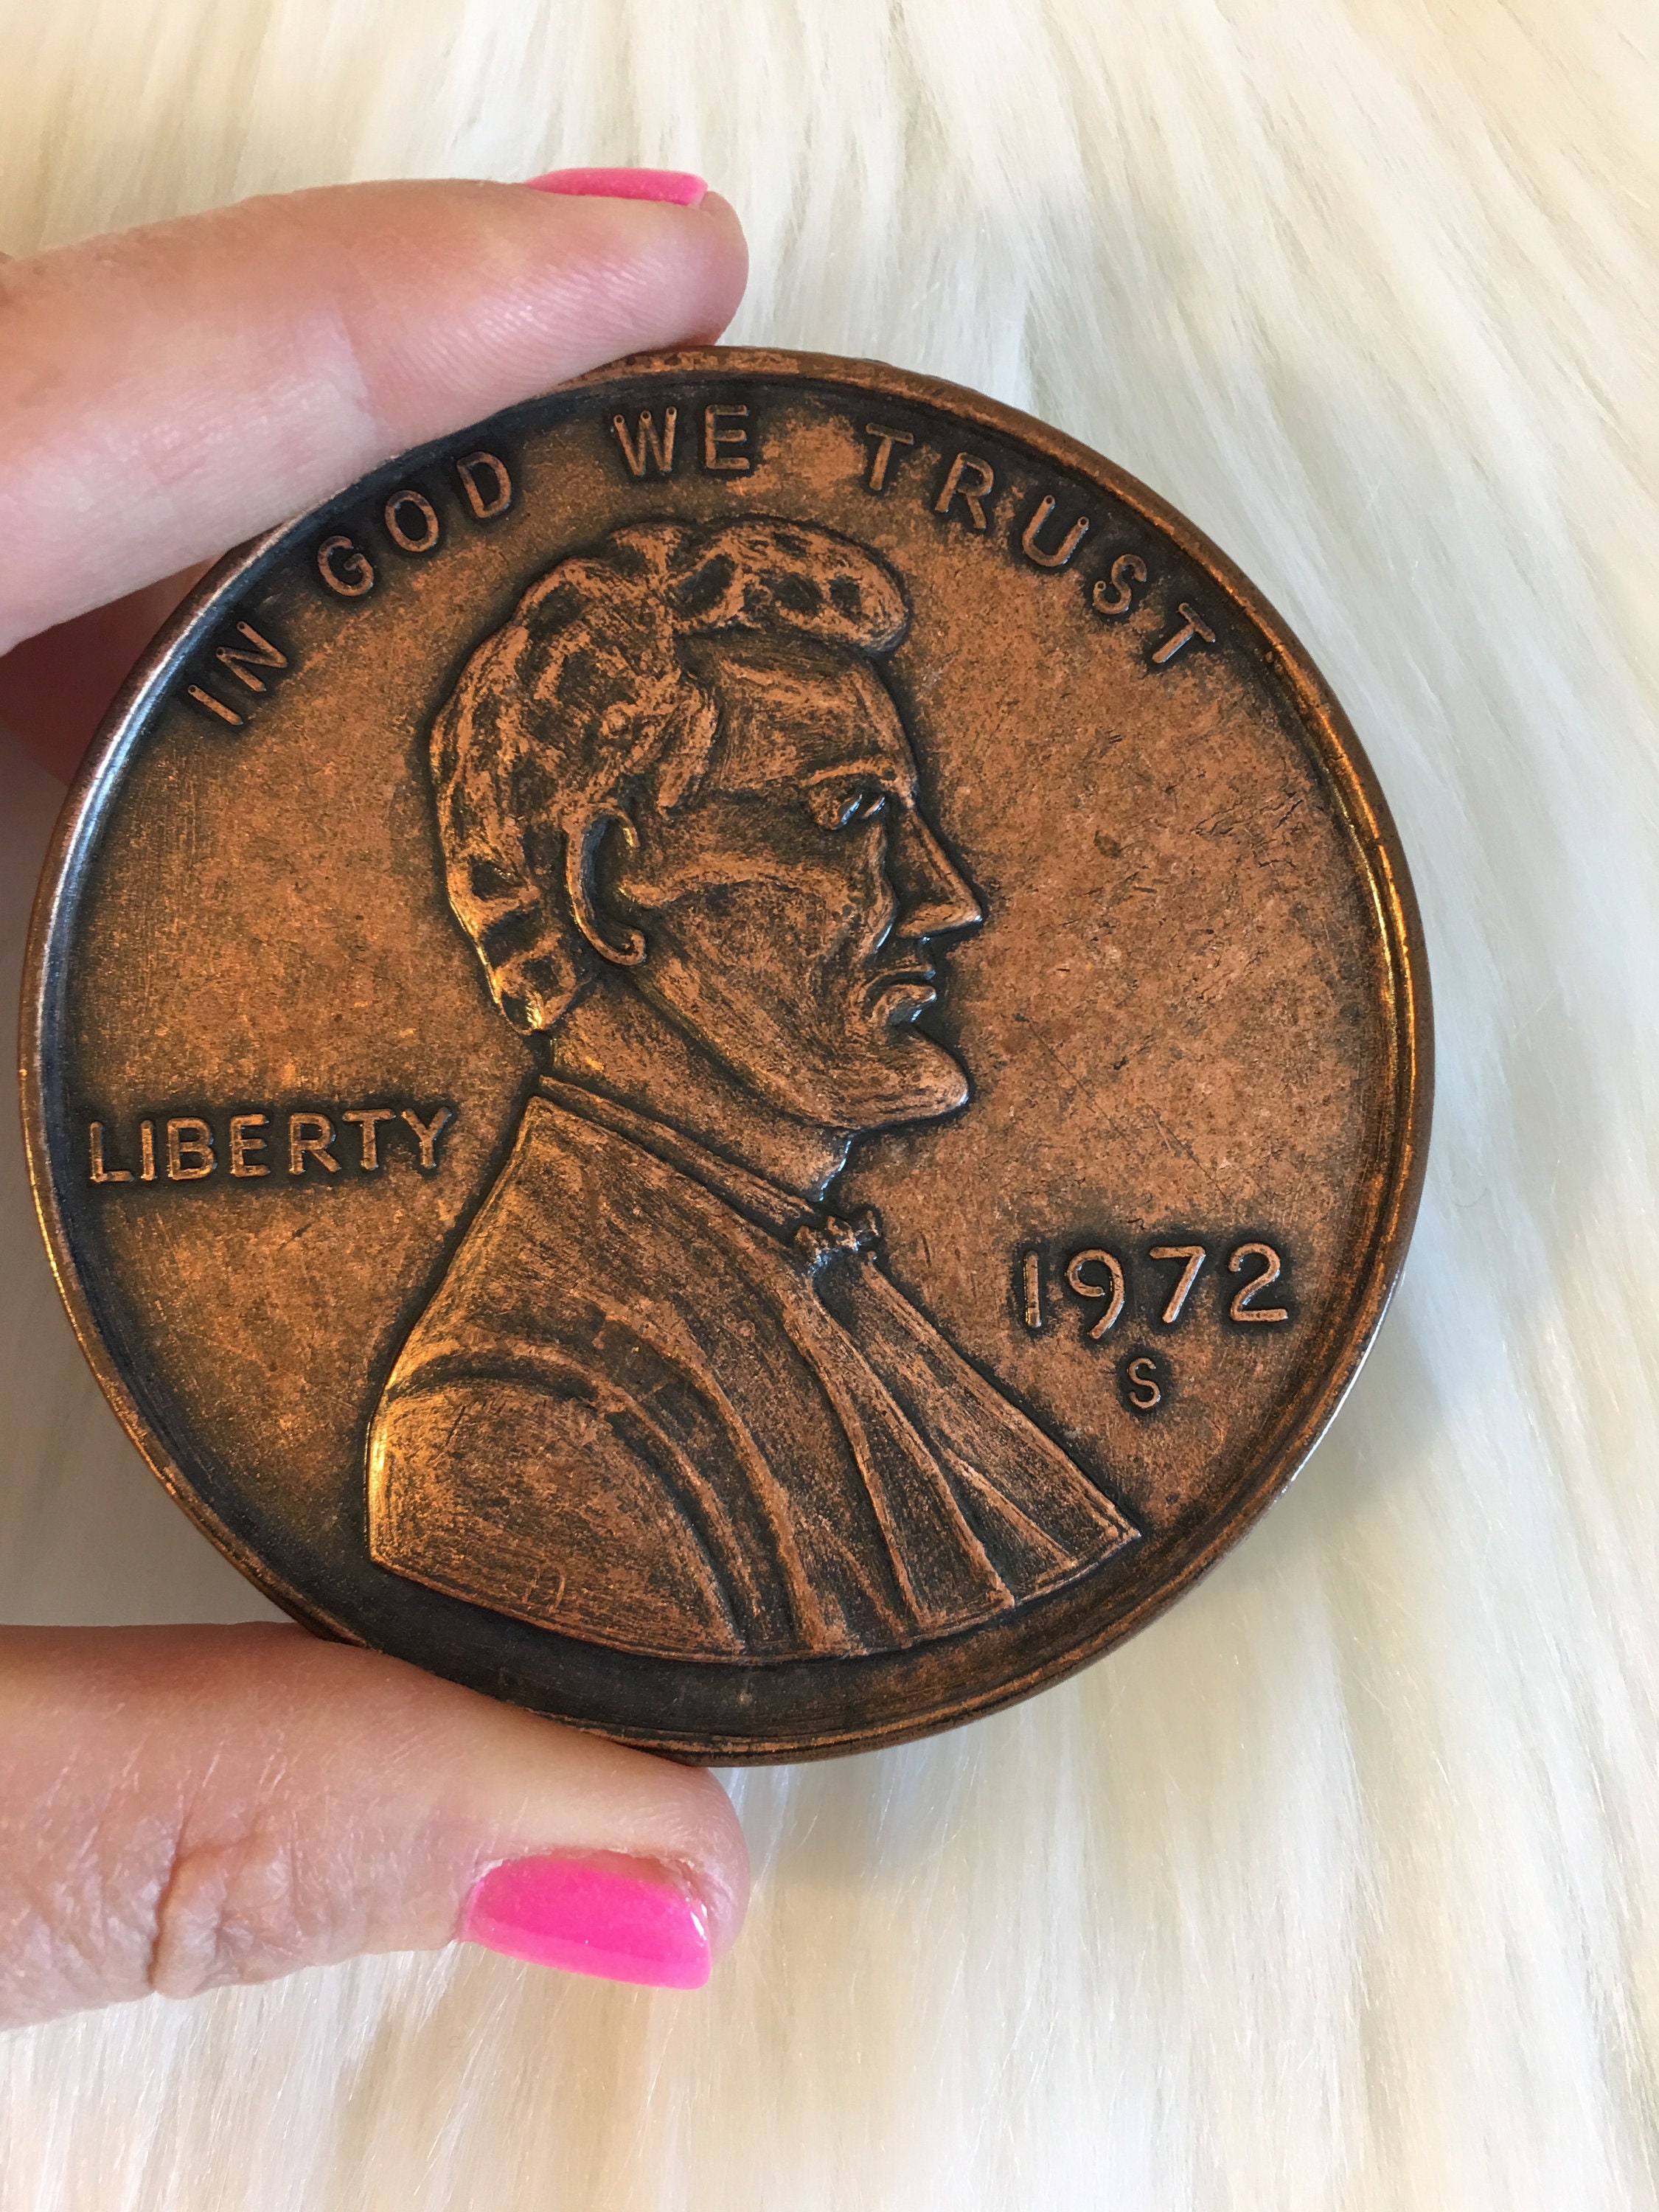 IN GOD WE TRUST
LIBERTY
1972
S